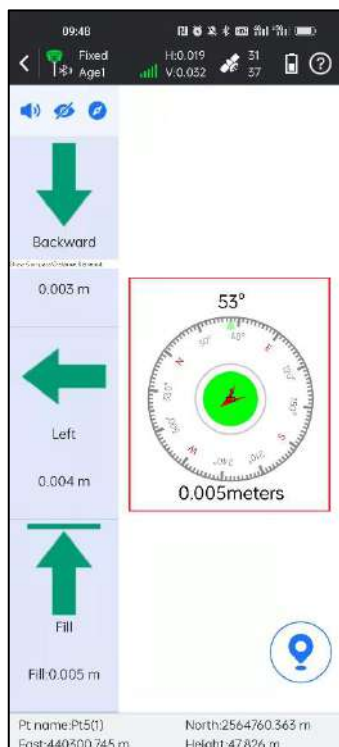 09:48
Fixed H:0.019 31
Age1 V:0.032 37
Backward
0.003 m
Left
0.004 m
Fill
Fill:0.005 m
53°
N
E
S
W
0.005meters
Pt name:Pt5(1) North:2564760.363 m
East:440300.745 m Height:47.826 m